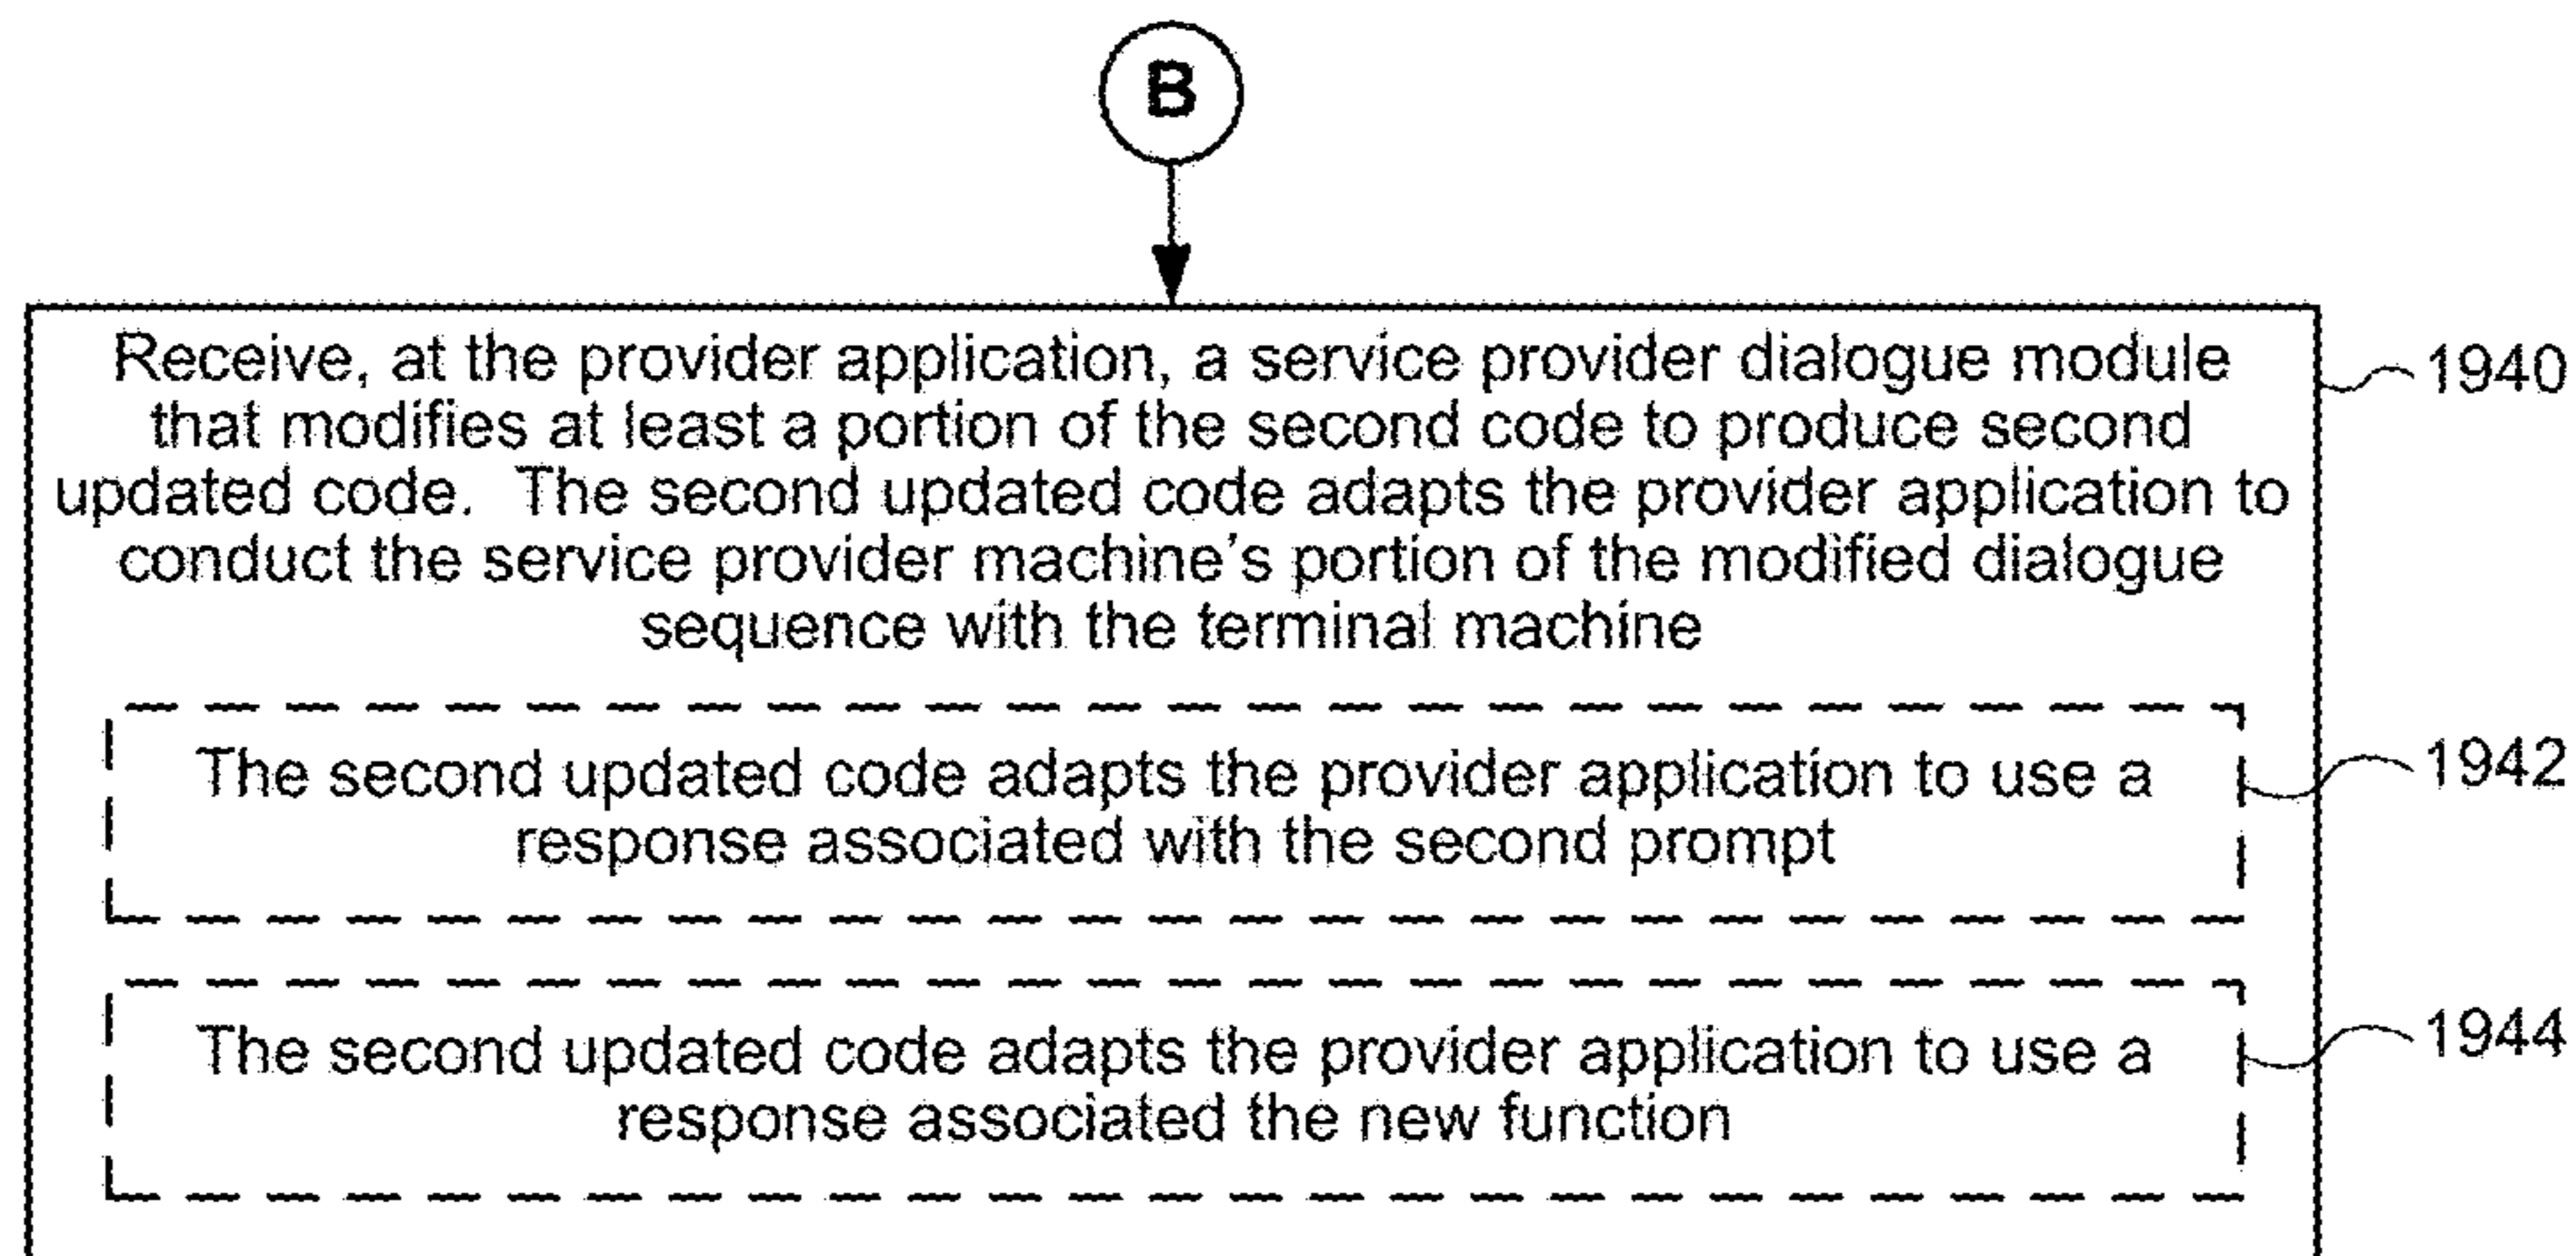 B
Receive, at the provider application, a service provider dialogue module
that modifies at least a portion of the second code to produce second
updated code. The second updated code adapts the provider application to
conduct the service provider machine's portion of the modified dialogue
sequence with the terminal machine
1940
The second updated code adapts the provider application to use a
response associated with the second prompt
1942
The second updated code adapts the provider application to use a
response associated the new function
1944